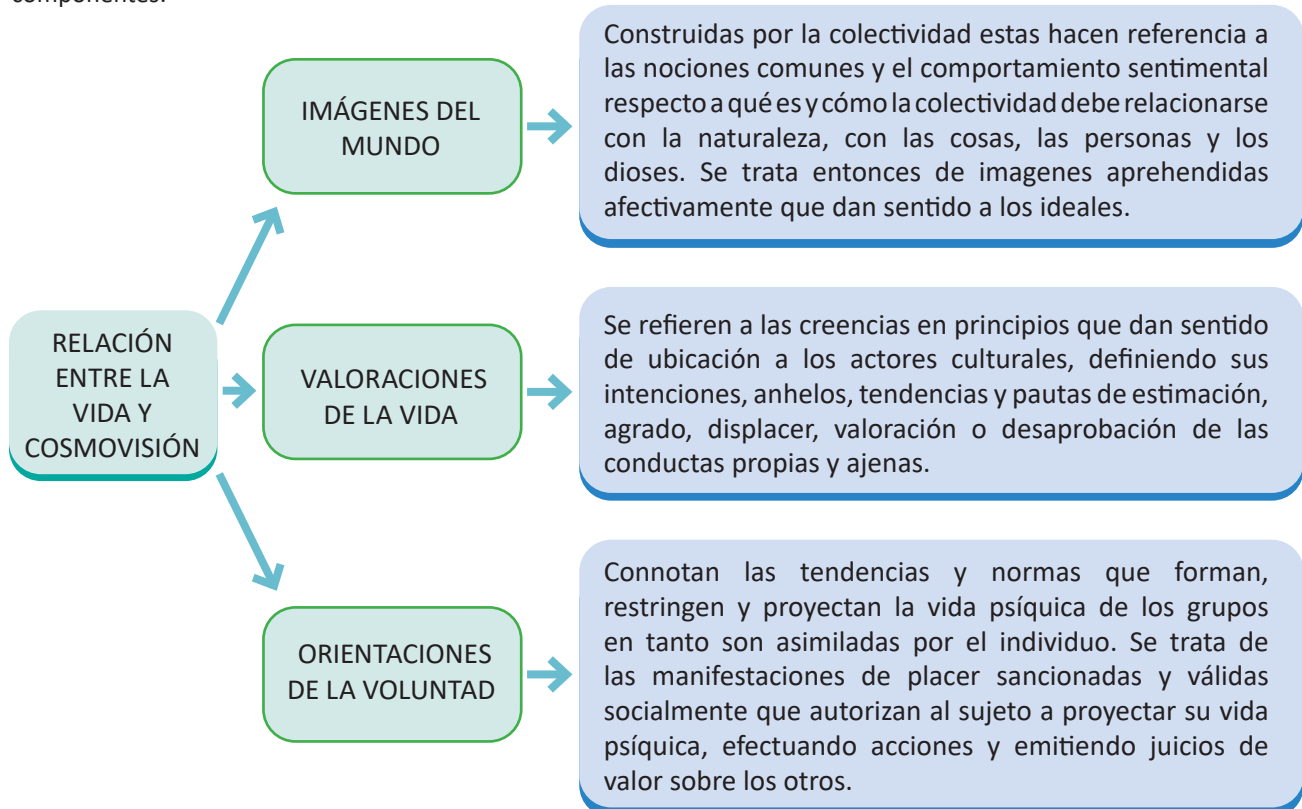 componentes.
IMÁGENES DEL
MUNDO
Construidas por la colectividad estas hacen referencia a
las nociones comunes y el comportamiento sentimental
respecto a qué es y cómo la colectividad debe relacionarse
con la naturaleza, con las cosas, las personas y los
dioses. Se trata entonces de imagenes aprehendidas
afectivamente que dan sentido a los ideales.
RELACIÓN
ENTRE LA
VIDA Y
COSMOVISIÓN
VALORACIONES
DE LA VIDA
Se refieren a las creencias en principios que dan sentido
de ubicación a los actores culturales, definiendo sus
intenciones, anhelos, tendencias y pautas de estimación,
agrado, displacer, valoración o desaprobación de las
conductas propias y ajenas.
ORIENTACIONES
DE LA VOLUNTAD
Connotan las tendencias y normas que forman,
restringen y proyectan la vida psíquica de los grupos
en tanto son asimiladas por el individuo. Se trata de
las manifestaciones de placer sancionadas y válidas
socialmente que autorizan al sujeto a proyectar su vida
psíquica, efectuando acciones y emitiendo juicios de
valor sobre los otros.